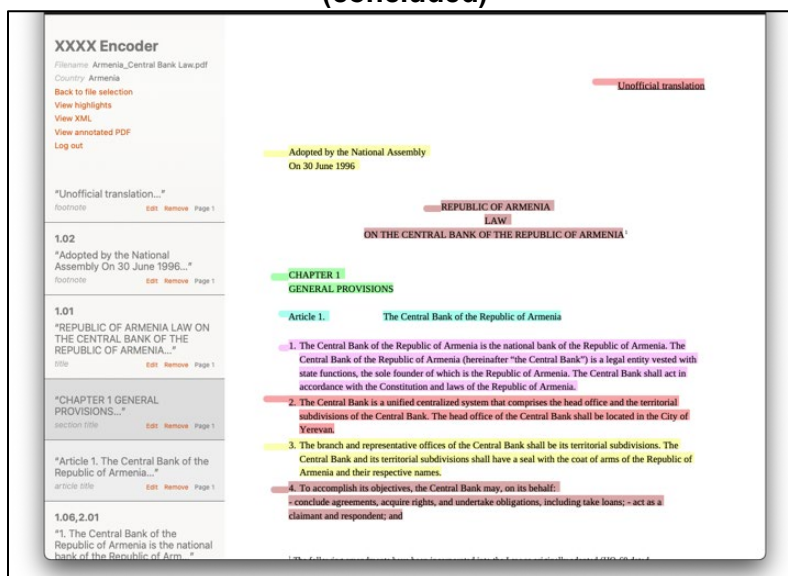 (concluded)
XXXX Encoder
Filename Armenia_Central Bank Law.pdf
Country Armenia
Back to file selection
View highlights
View XML
View annotated PDF
Log out
"Unofficial translation..."
footnote Edit Remove Page 1
1.02
"Adopted by the National
Assembly On 30 June 1996..."
footnote Edit Remove Page 1
1.01
"REPUBLIC OF ARMENIA LAW ON
THE CENTRAL BANK OF THE
REPUBLIC OF ARMENIA..."
title Edit Remove Page 1
"CHAPTER 1 GENERAL
PROVISIONS..."
section title Edit Remove Page 1
"Article 1. The Central Bank of the
Republic of Armenia..."
article title Edit Remove Page 1
1.06,2.01
"1. The Central Bank of the
Republic of Armenia is the national
bank of the Republic of Arm..."
Unofficial translation
Adopted by the National Assembly
On 30 June 1996
REPUBLIC OF ARMENIA
LAW
ON THE CENTRAL BANK OF THE REPUBLIC OF ARMENIA¹
CHAPTER 1
GENERAL PROVISIONS
Article 1. The Central Bank of the Republic of Armenia
1. The Central Bank of the Republic of Armenia is the national bank of the Republic of Armenia. The
Central Bank of the Republic of Armenia (hereinafter "the Central Bank") is a legal entity vested with
state functions, the sole founder of which is the Republic of Armenia. The Central Bank shall act in
accordance with the Constitution and laws of the Republic of Armenia.
2. The Central Bank is a unified centralized system that comprises the head office and the territorial
subdivisions of the Central Bank. The head office of the Central Bank shall be located in the City of
Yerevan.
3. The branch and representative offices of the Central Bank shall be its territorial subdivisions. The
Central Bank and its territorial subdivisions shall have a seal with the coat of arms of the Republic of
Armenia and their respective names.
4. To accomplish its objectives, the Central Bank may, on its behalf:
- conclude agreements, acquire rights, and undertake obligations, including take loans; - act as a
claimant and respondent; and